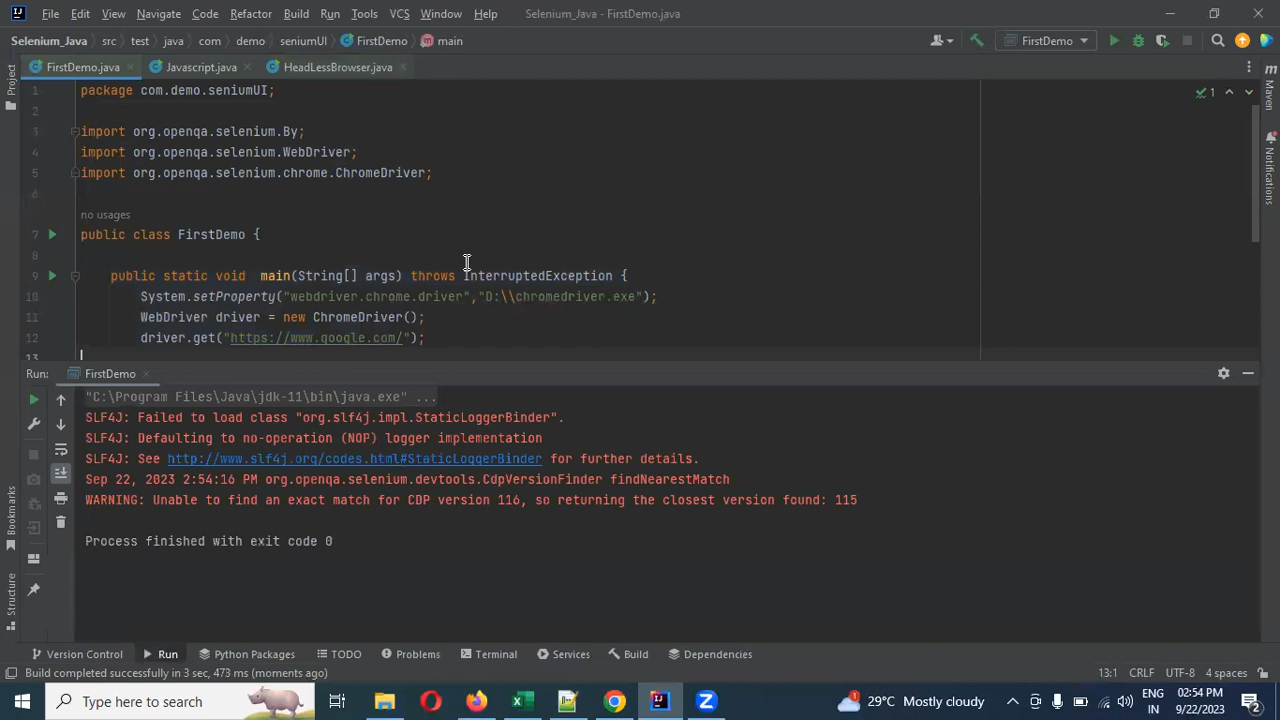 File Edit View Navigate Code Refactor Build Run Tools VCS Window Help Selenium_Java - FirstDemo.java
Selenium_Java src test java com demo seniumUI FirstDemo main FirstDemo
FirstDemo.java Javascript.java HeadLessBrowser.java
Project
Maven
Notifications
1
1 package com.demo.seniumUI;
2
3 import org.openqa.selenium.By;
4 import org.openqa.selenium.WebDriver;
5 import org.openqa.selenium.chrome.ChromeDriver;
6
no usages
7 public class FirstDemo {
8
9 public static void  main(String[] args) throws InterruptedException {
10 System.setProperty("webdriver.chrome.driver","D:\\chromedriver.exe");
11 WebDriver driver = new ChromeDriver();
12 driver.get("https://www.google.com/");
13
Run: FirstDemo
"C:\Program Files\Java\jdk-11\bin\java.exe" ...
SLF4J: Failed to load class "org.slf4j.impl.StaticLoggerBinder".
SLF4J: Defaulting to no-operation (NOP) logger implementation
SLF4J: See http://www.slf4j.org/codes.html#StaticLoggerBinder for further details.
Sep 22, 2023 2:54:16 PM org.openqa.selenium.devtools.CdpVersionFinder findNearestMatch
WARNING: Unable to find an exact match for CDP version 116, so returning the closest version found: 115
Process finished with exit code 0
Bookmarks
Structure
Version Control Run Python Packages TODO Problems Terminal Services Build Dependencies
Build completed successfully in 3 sec, 473 ms (moments ago) 13:1 CRLF UTF-8 4 spaces
Type here to search 29°C Mostly cloudy ENG IN 02:54 PM 9/22/2023 2